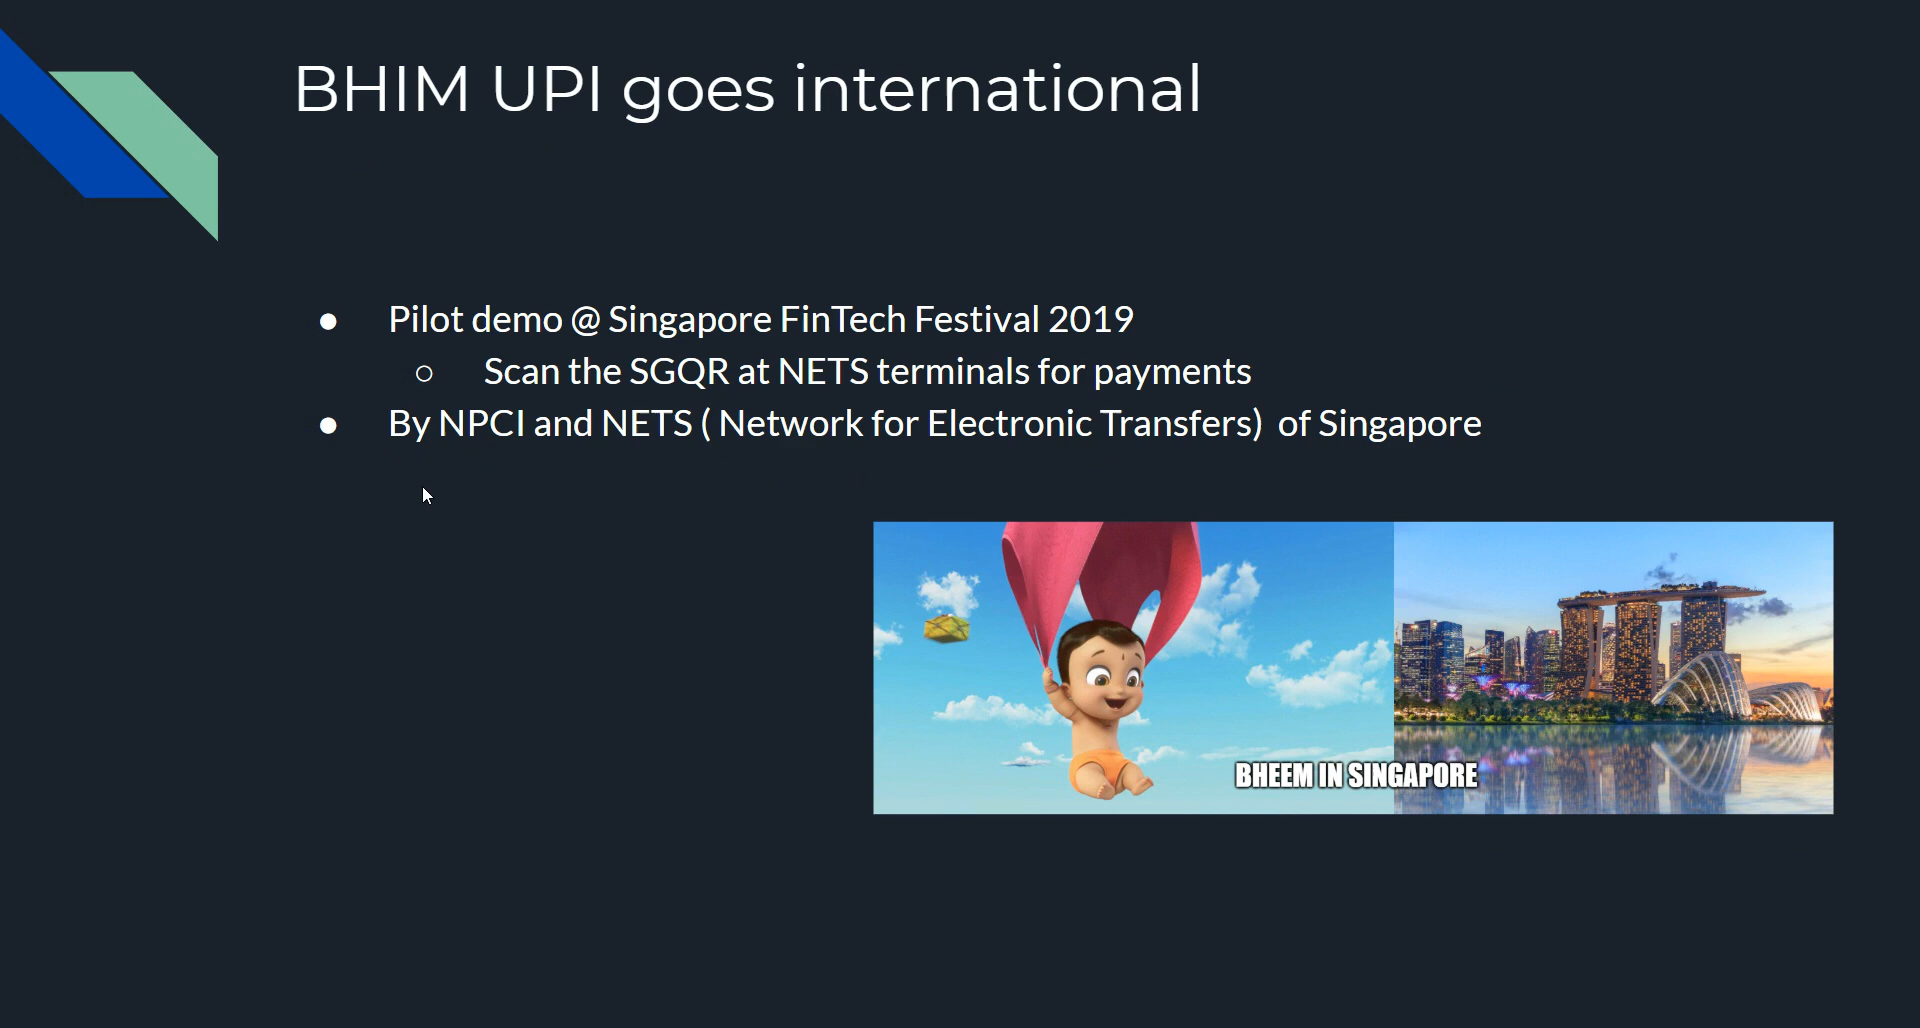 BHIM UPI goes international
● Pilot demo @ Singapore FinTech Festival 2019
○ Scan the SGQR at NETS terminals for payments
● By NPCI and NETS ( Network for Electronic Transfers)  of Singapore
BHEEM IN SINGAPORE